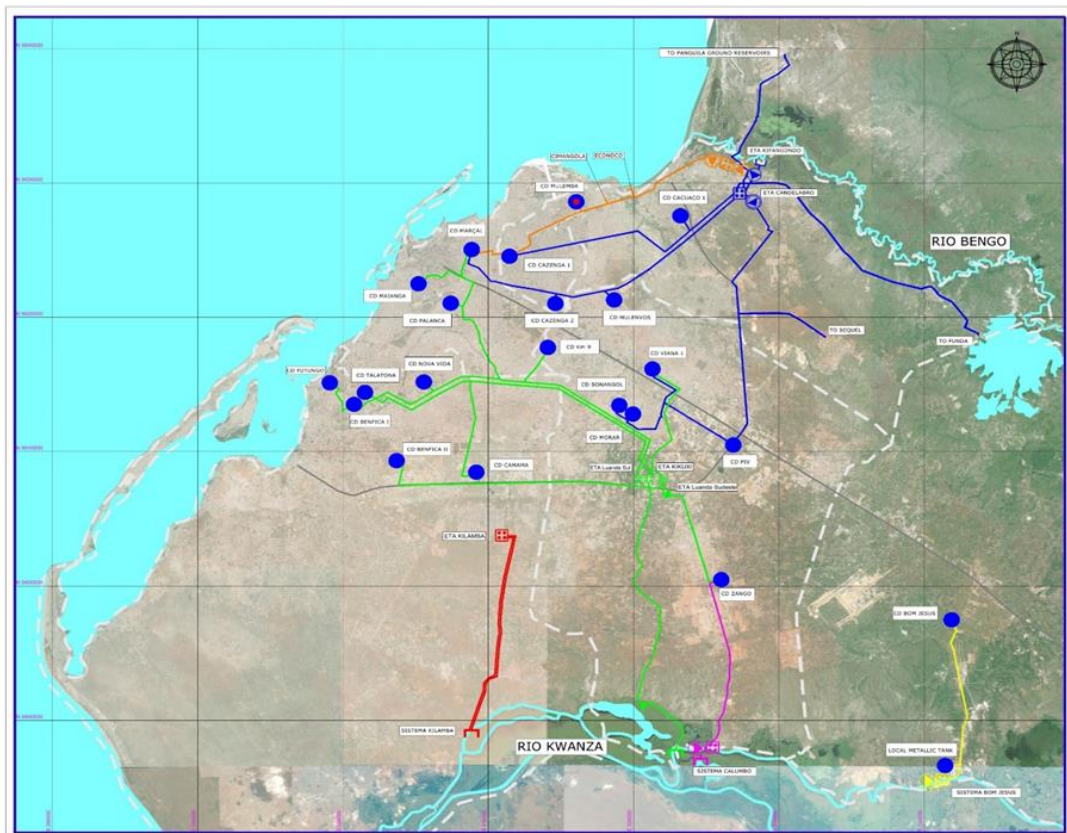 N
TO PANGUILA GROUND RESERVOIRS
ETA KIFANGONDO
CIMANGOLA
ECONOCO
CD MULEMBA
CD CACUACO 1
ETA CANDELABRO
CD MARÇAL
RIO BENGO
CD CAZENGA 1
CD MAIANGA
CD PALANCA
CD CAZENGA 2
CD MULENVOS
TO SEQUEL
TO FUNDA
CD KM 9
CD VIANA 1
CD NOVA VIDA
CD FUTUNGO
CD TALATONA
CD SONANGOL
CD BENFICA I
CD MORAR
CD BENFICA II
CD PIV
CD CAMAMA
ETA Luanda Sul
ETA KIKUXI
ETA Luanda Sudeste
ETA KILAMBA
CD ZANGO
CD BOM JESUS
SISTEMA KILAMBA
RIO KWANZA
LOCAL METALLIC TANK
SISTEMA CALUMBO
SISTEMA BOM JESUS